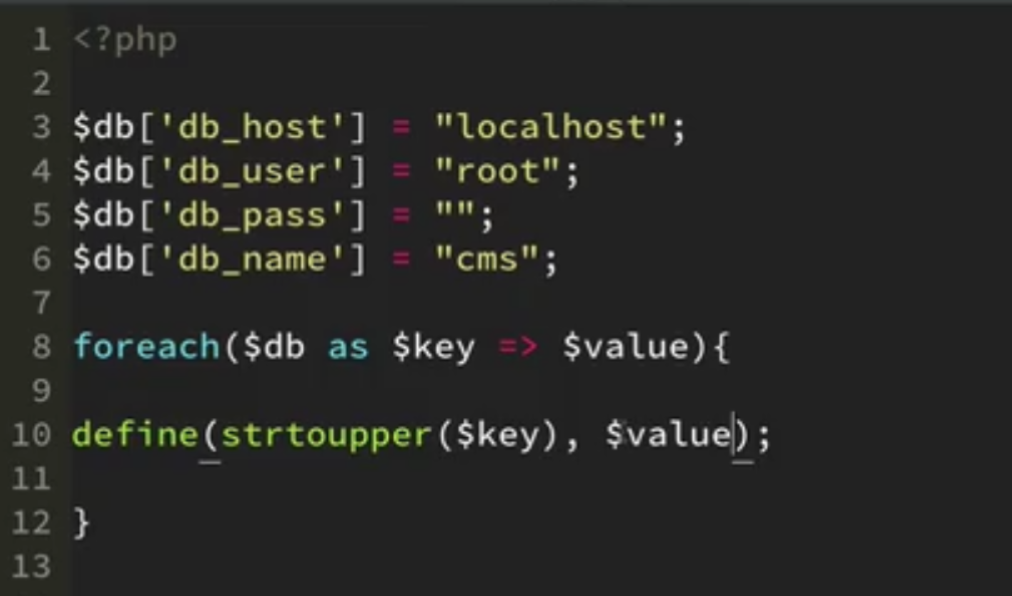 1 <?php
2
3 $db['db_host'] = "localhost";
4 $db['db_user'] = "root";
5 $db['db_pass'] = "";
6 $db['db_name'] = "cms";
7
8 foreach($db as $key => $value){
9
10 define(strtoupper($key), $value);
11
12 }
13